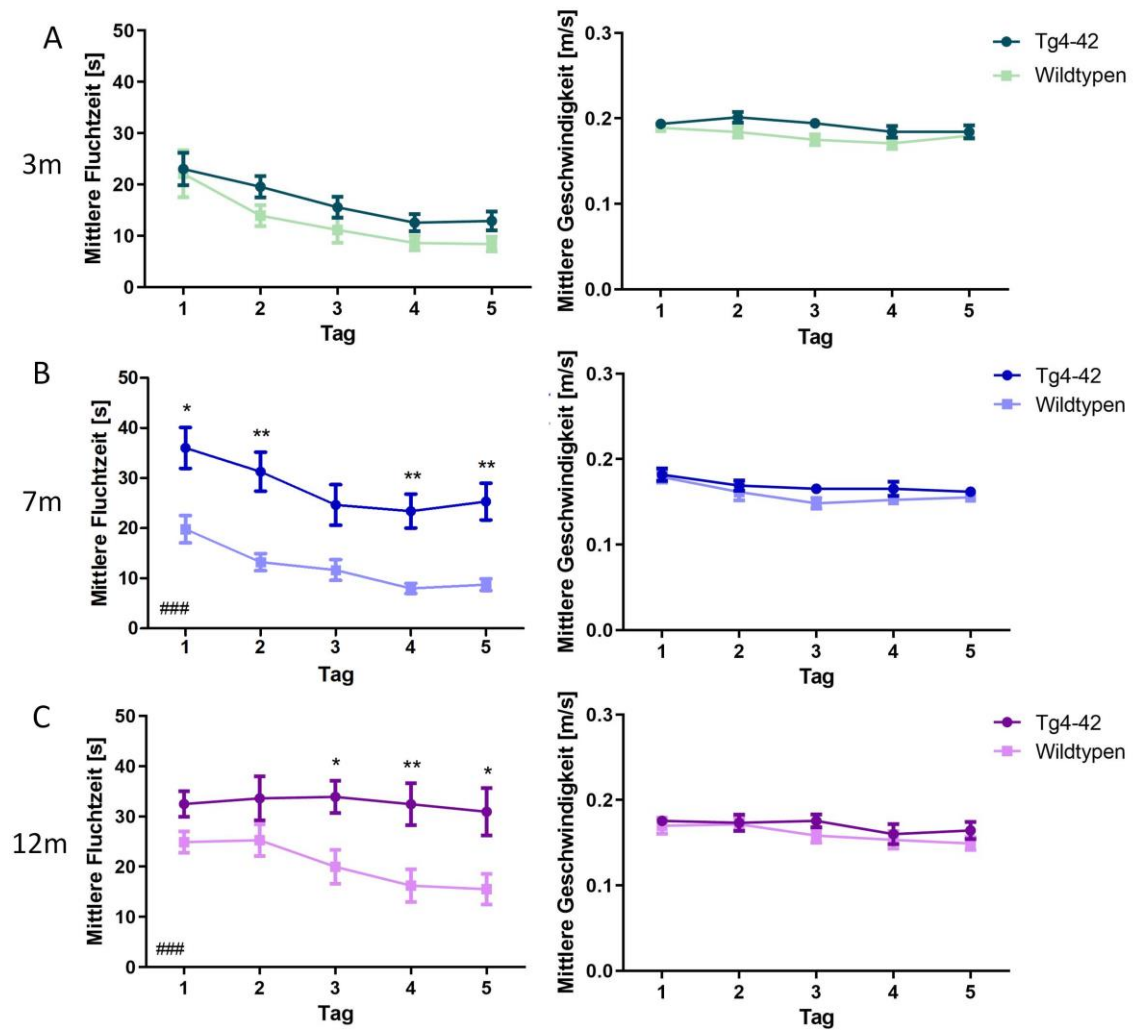 A
3m
Mittlere Fluchtzeit [s]
50
40
30
20
10
0
1 2 3 4 5
Tag
Mittlere Geschwindigkeit [m/s]
0.3
0.2
0.1
0.0
1 2 3 4 5
Tag
Tg4-42
Wildtypen
B
7m
Mittlere Fluchtzeit [s]
50
40
30
20
10
0
* ** ** **
###
1 2 3 4 5
Tag
Mittlere Geschwindigkeit [m/s]
0.3
0.2
0.1
0.0
1 2 3 4 5
Tag
Tg4-42
Wildtypen
C
12m
Mittlere Fluchtzeit [s]
50
40
30
20
10
0
* ** *
###
1 2 3 4 5
Tag
Mittlere Geschwindigkeit [m/s]
0.3
0.2
0.1
0.0
1 2 3 4 5
Tag
Tg4-42
Wildtypen